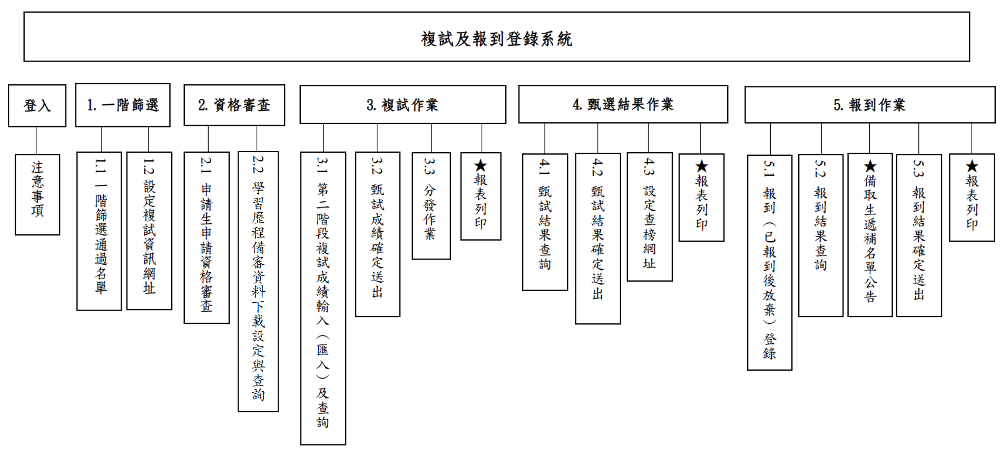 複試及報到登錄系統
登入
1. 一階篩選
2. 資格審查
3. 複試作業
4. 甄選結果作業
5. 報到作業
注意事項
1.1 一階篩選通過名單
1.2 設定複試資訊網址
2.1 申請生申請資格審查
2.2 學習歷程備審資料下載設定與查詢
3.1 第二階段複試成績輸入（匯入）及查詢
3.2 甄試成績確定送出
3.3 分發作業
★報表列印
4.1 甄試結果查詢
4.2 甄試結果確定送出
4.3 設定查榜網址
★報表列印
5.1 報到（已報到後放棄）登錄
5.2 報到結果查詢
★備取生遞補名單公告
5.3 報到結果確定送出
★報表列印